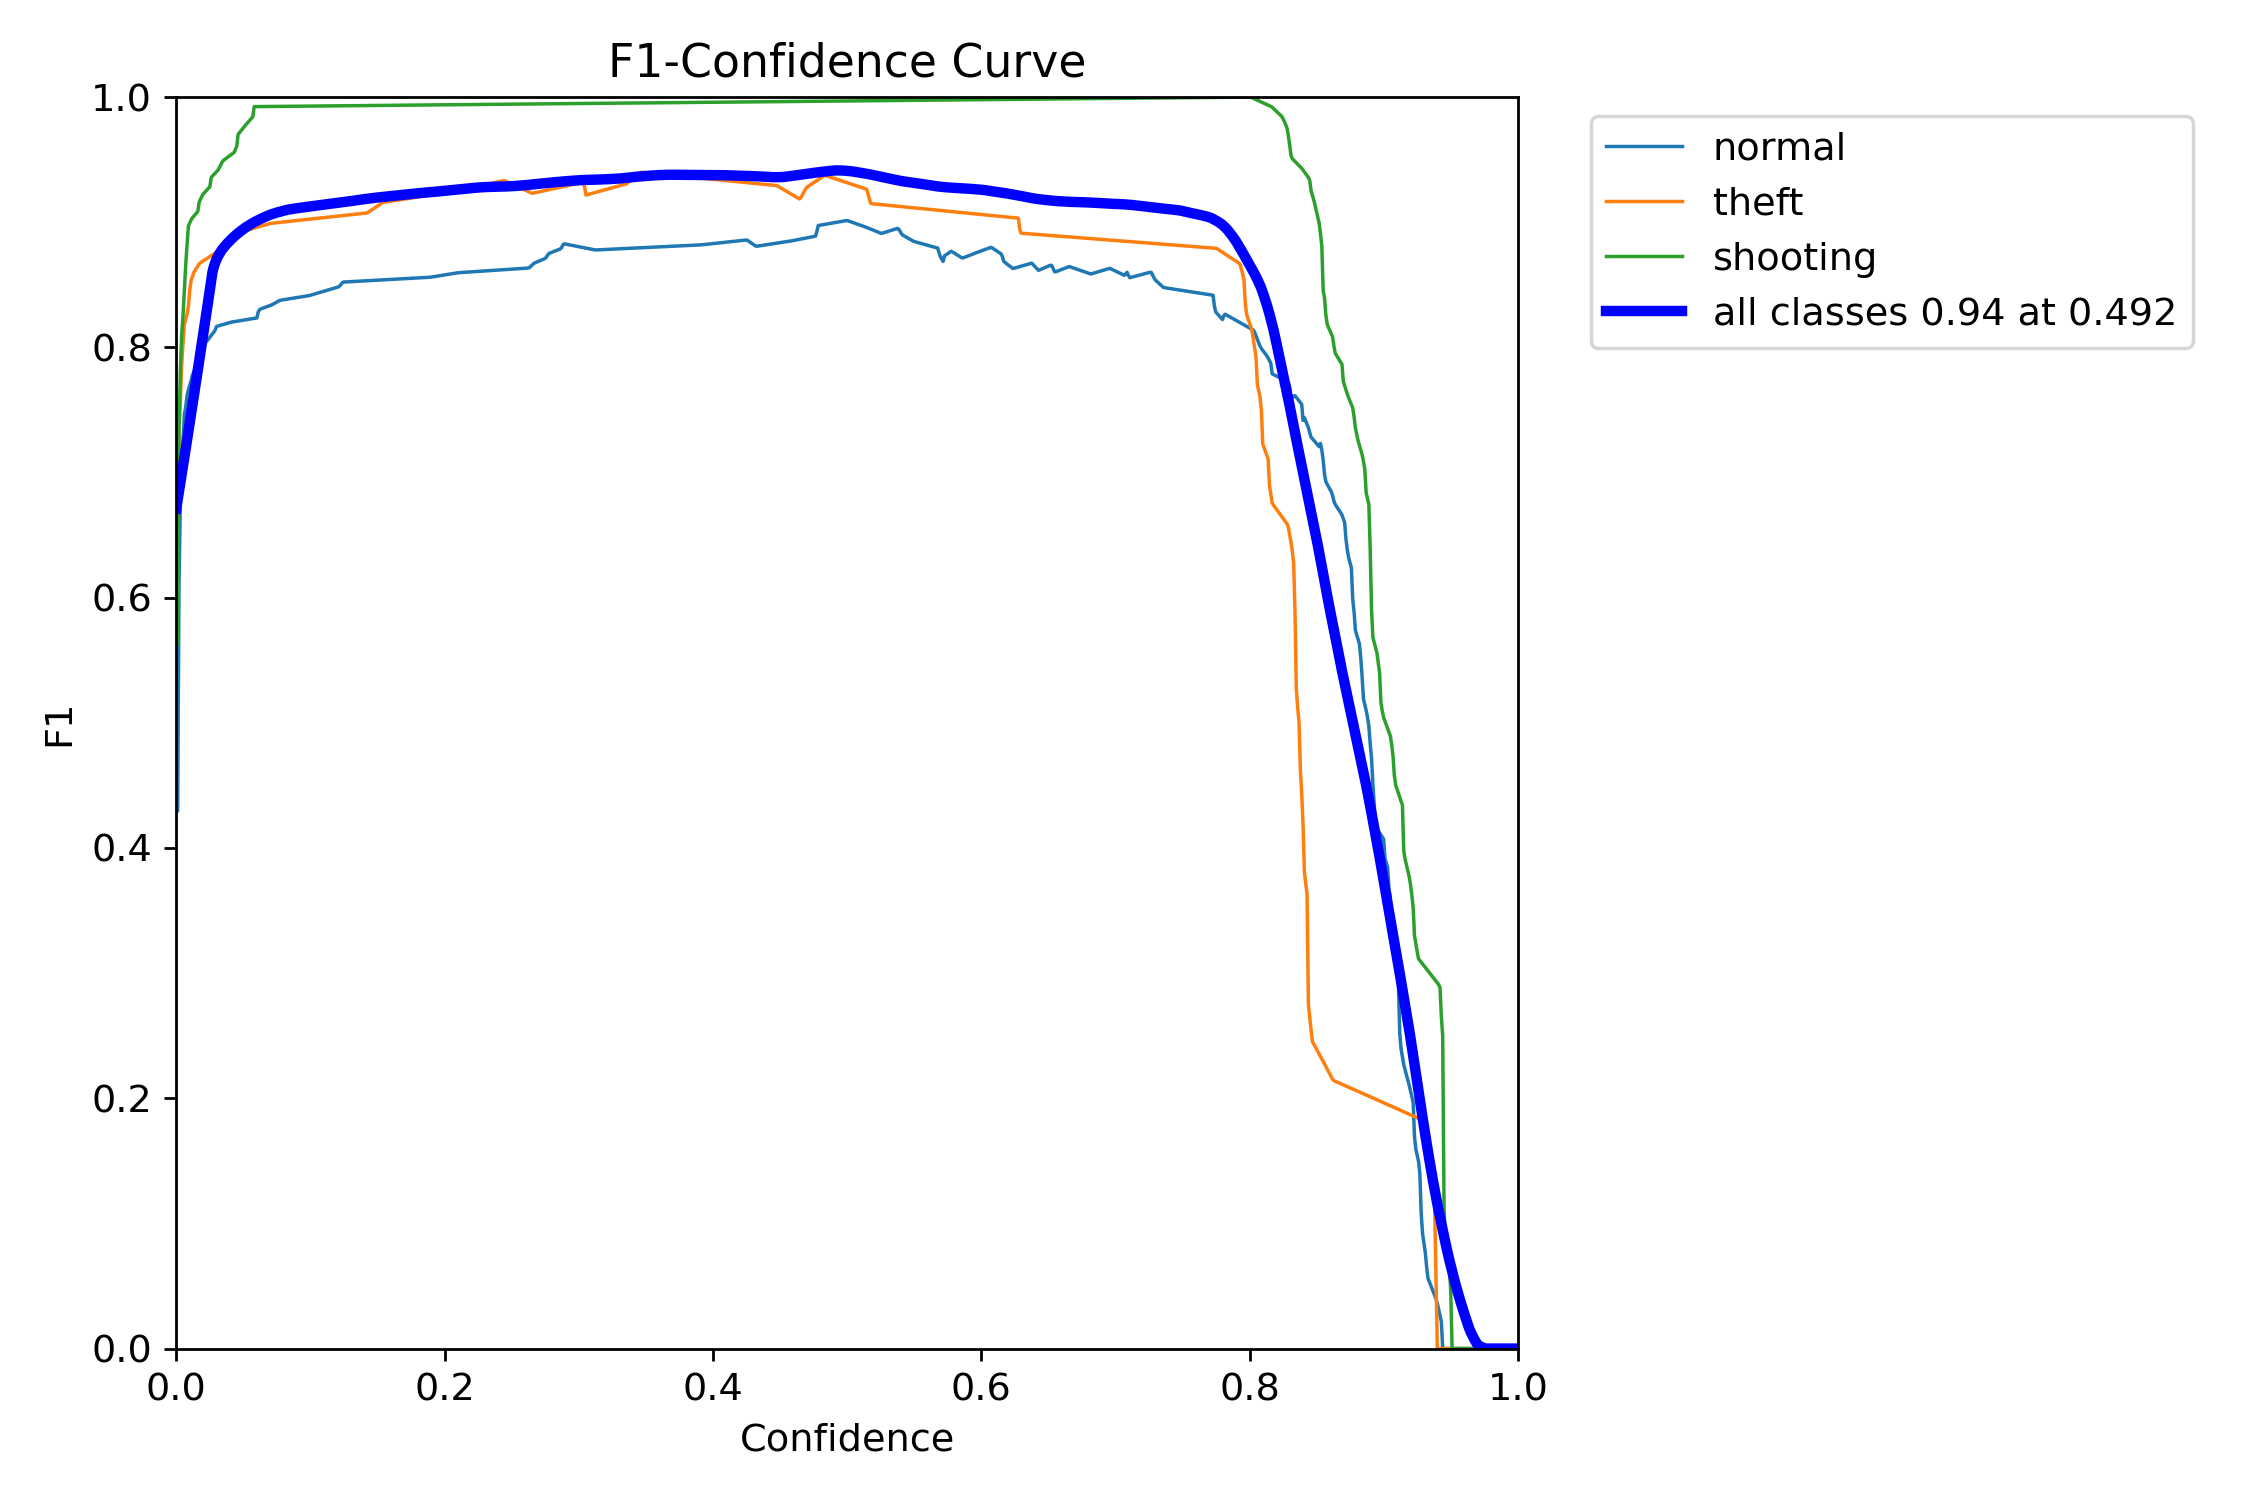 F1-Confidence Curve
1.0
0.8
0.6
0.4
0.2
0.0
F1
0.0 0.2 0.4 0.6 0.8 1.0
Confidence
normal
theft
shooting
all classes 0.94 at 0.492